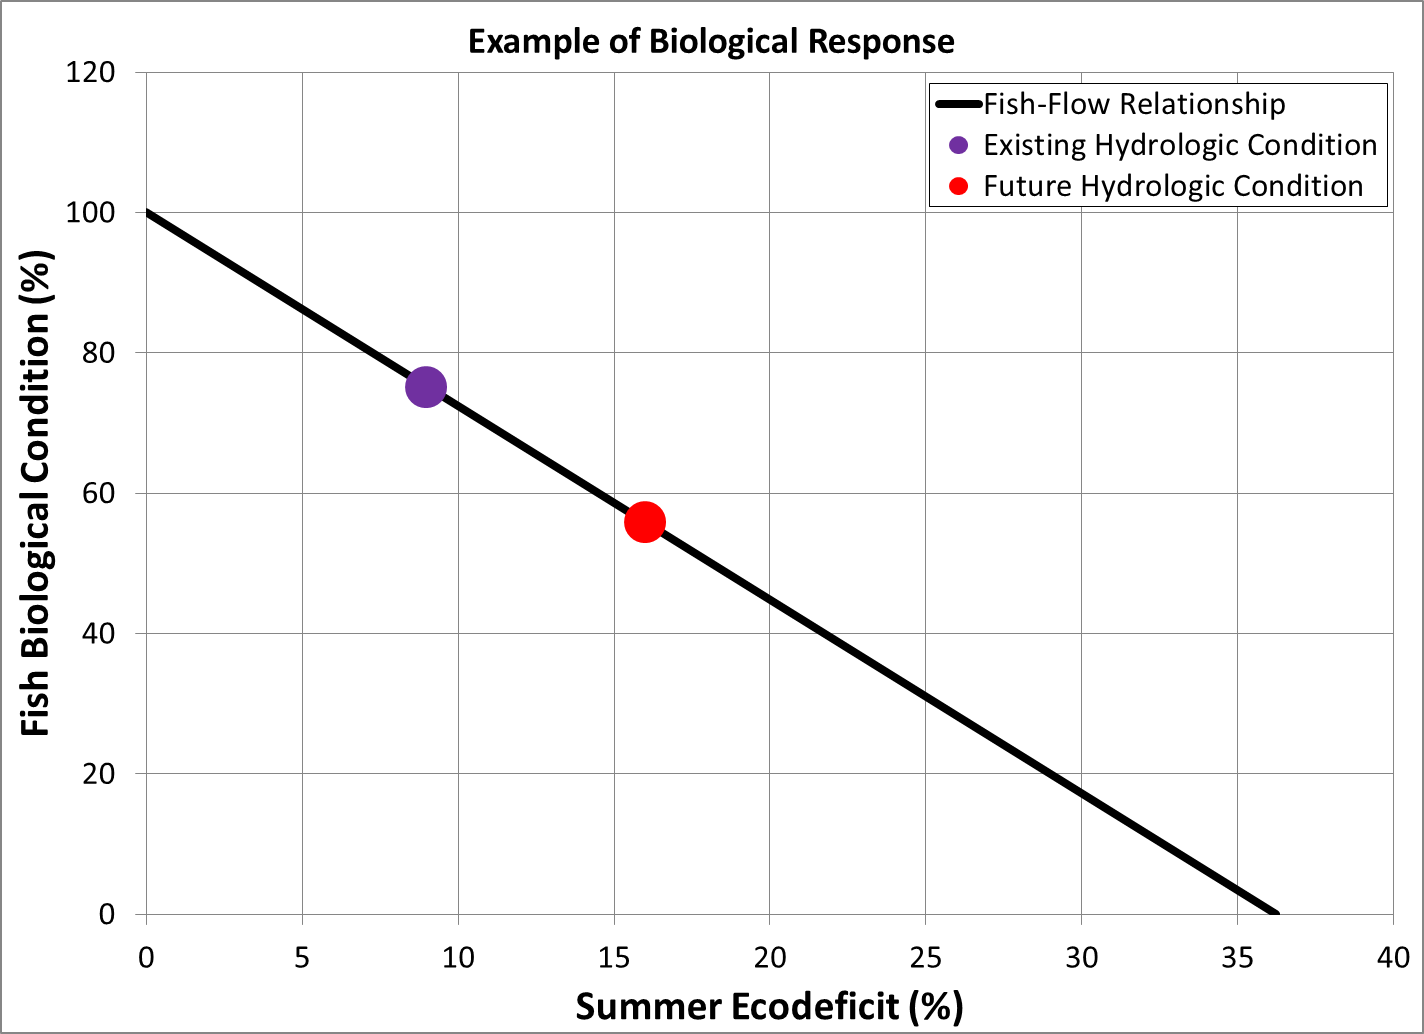 Example of Biological Response
120
100
80
60
40
20
0
Fish Biological Condition (%)
Fish-Flow Relationship
Existing Hydrologic Condition
Future Hydrologic Condition
0 5 10 15 20 25 30 35 40
Summer Ecodeficit (%)